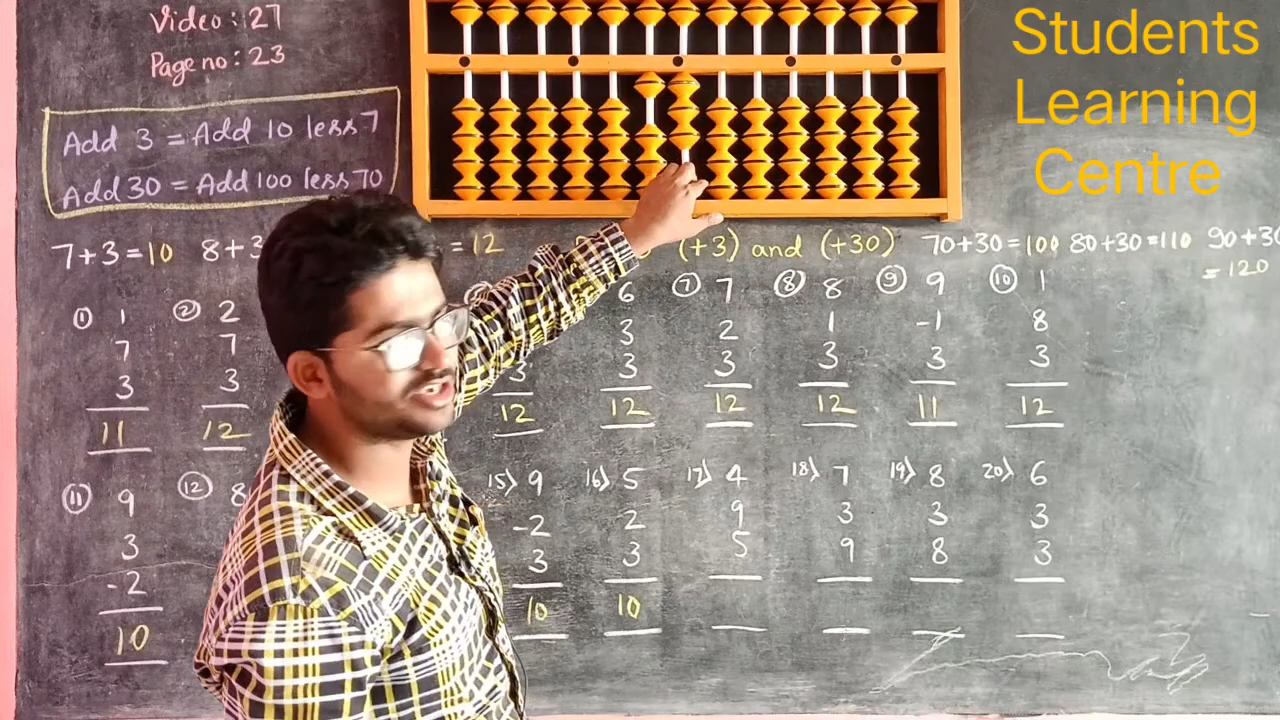 Video: 27
Page no: 23
Students
Learning
Centre
Add 3 = Add 10 less 7
Add 30 = Add 100 less 70
7+3=10 8+3 = 12 (+3) and (+30) 70+30=100 80+30=110 90+30
= 120
① 1 7 3 11
② 2 7 3 12
3 12
6 3 3 12
⑦ 7 2 3 12
⑧ 8 1 3 12
⑨ 9 -1 3 11
⑩ 1 8 3 12
⑪ 9 3 -2 10
⑫ 8
15) 9 -2 3 10
16) 5 2 3 10
17) 4 9 5
18) 7 3 9
19) 8 3 8
20) 6 3 3